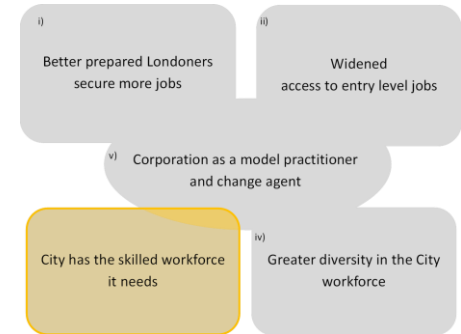 i)
Better prepared Londoners
secure more jobs
ii)
Widened
access to entry level jobs
v)
Corporation as a model practitioner
and change agent
City has the skilled workforce
it needs
iv)
Greater diversity in the City
workforce